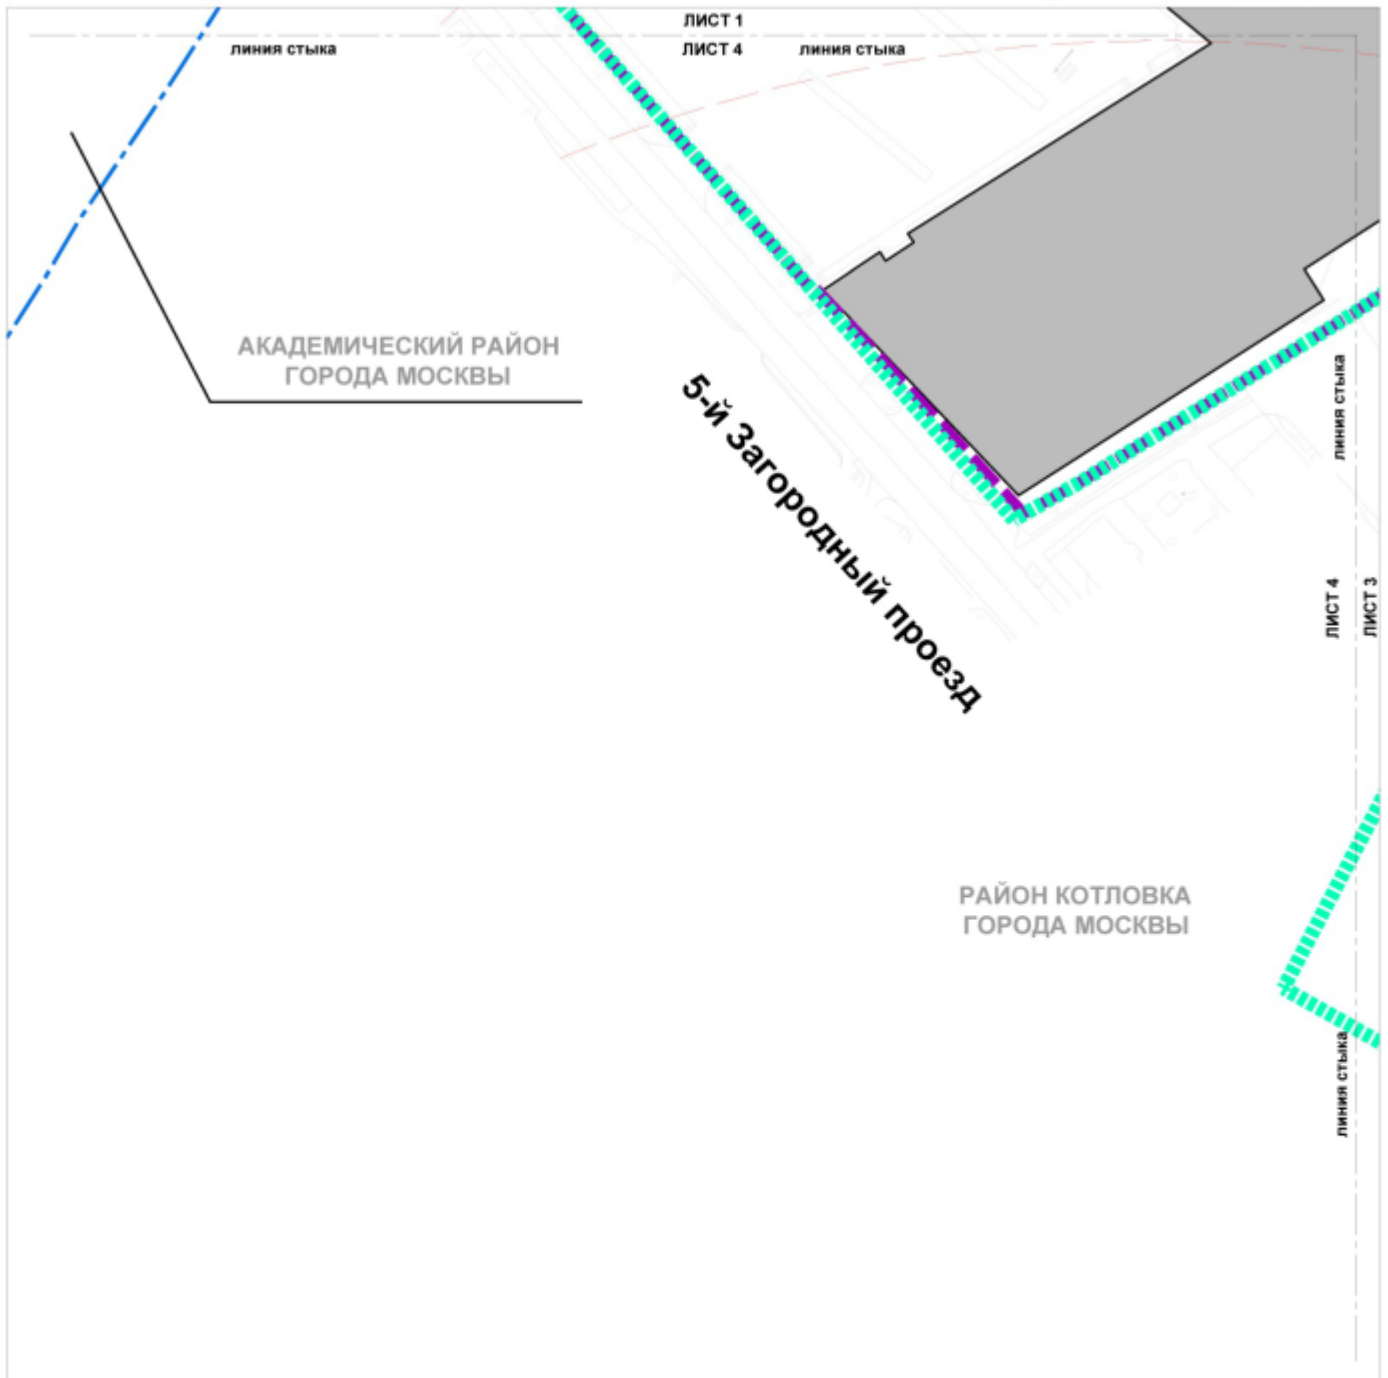 ЛИСТ 1
линия стыка
ЛИСТ 4
линия стыка
АКАДЕМИЧЕСКИЙ РАЙОН
ГОРОДА МОСКВЫ
5-й Загородный проезд
линия стыка
ЛИСТ 4
ЛИСТ 3
РАЙОН КОТЛОВКА
ГОРОДА МОСКВЫ
линия стыка